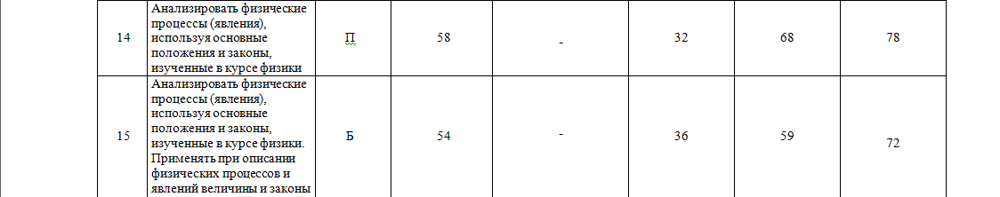 Анализировать физические
процессы (явления),
14 используя основные П 58 - 32 68 78
положения и законы,
изученные в курсе физики
Анализировать физические
процессы (явления),
используя основные
положения и законы,
15 изученные в курсе физики. Б 54 - 36 59 72
Применять при описании
физических процессов и
явлений величины и законы